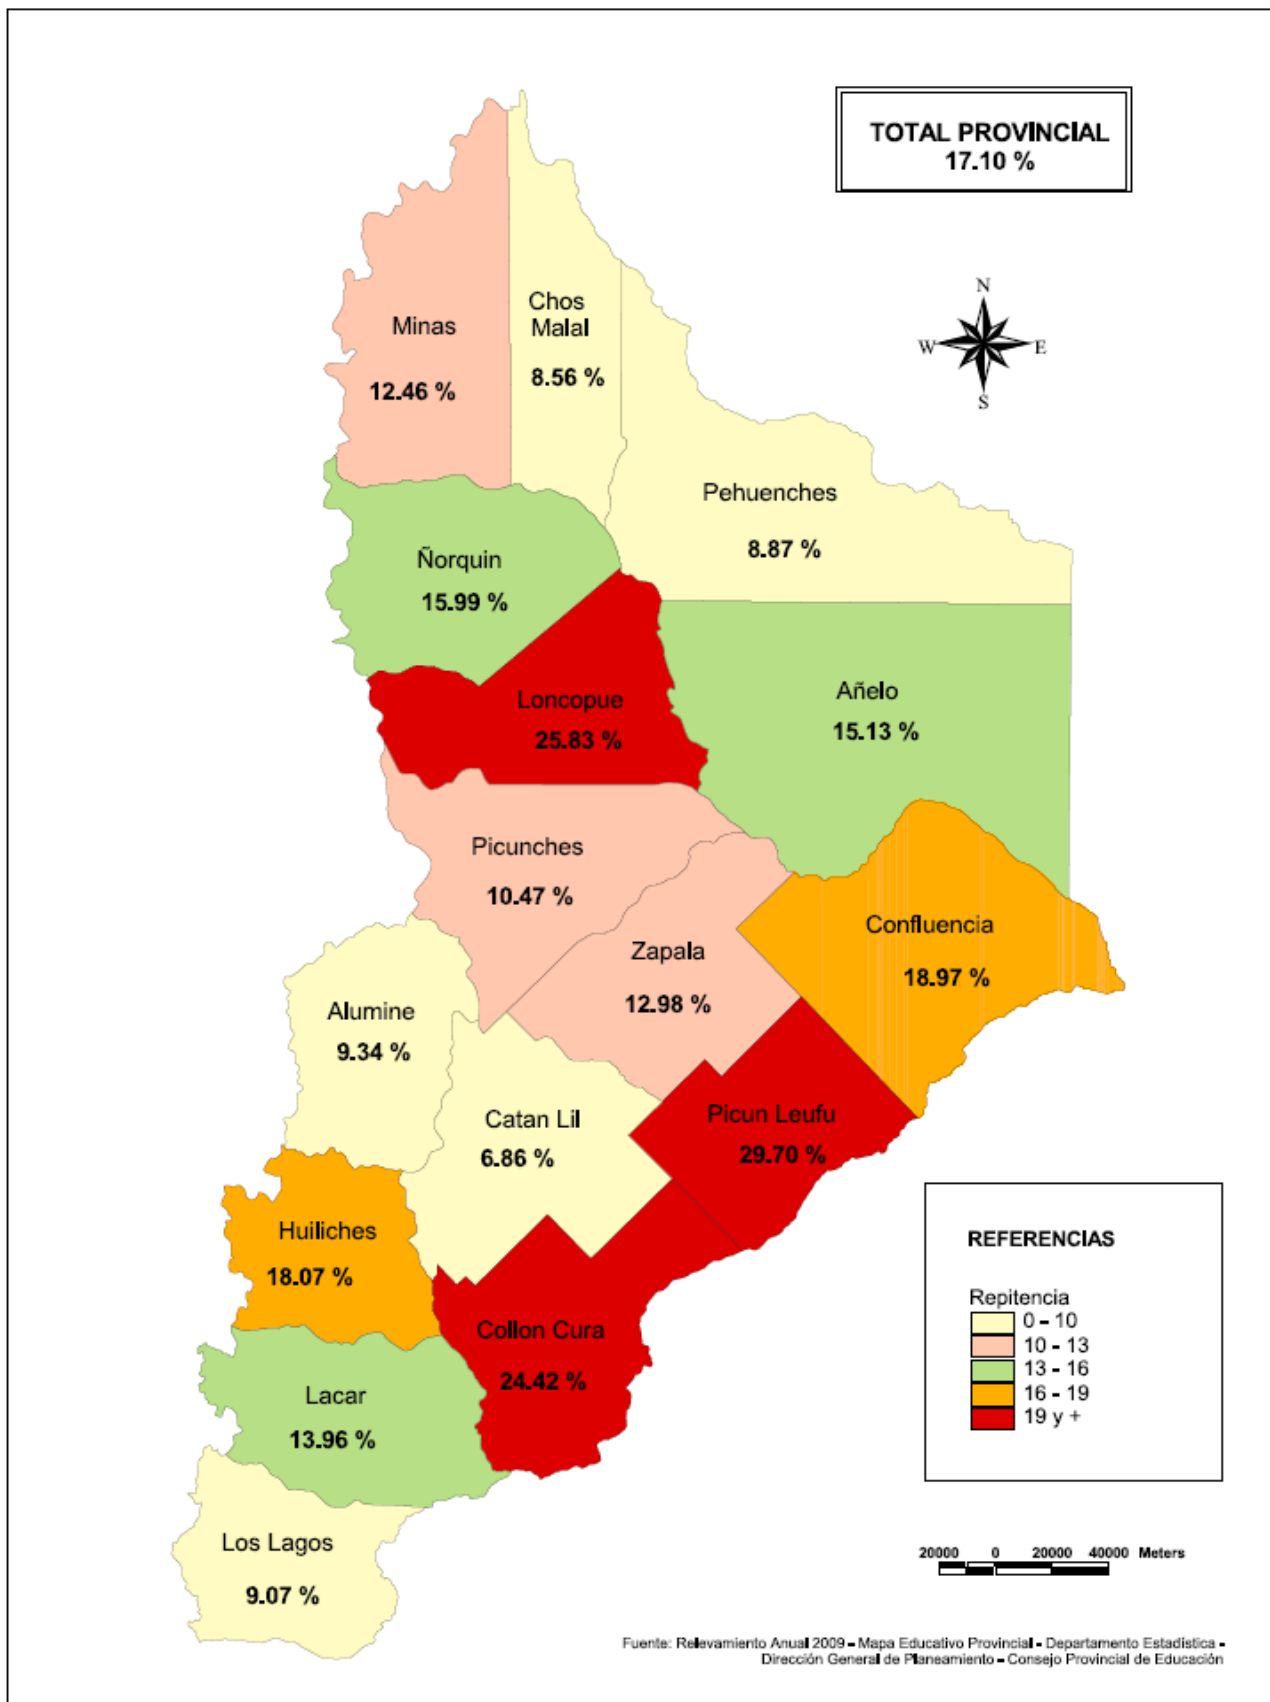 TOTAL PROVINCIAL
17.10 %
N
W
E
S
Minas
12.46 %
Chos
Malal
8.56 %
Pehuenches
8.87 %
Ñorquin
15.99 %
Loncopue
25.83 %
Añelo
15.13 %
Picunches
10.47 %
Zapala
12.98 %
Confluencia
18.97 %
Alumine
9.34 %
Catan Lil
6.86 %
Picun Leufu
29.70 %
Huiliches
18.07 %
Collon Cura
24.42 %
Lacar
13.96 %
Los Lagos
9.07 %
REFERENCIAS
Repitencia
0 - 10
10 - 13
13 - 16
16 - 19
19 y +
20000 0 20000 40000 Meters
Fuente: Relevamiento Anual 2009 - Mapa Educativo Provincial - Departamento Estadística -
Dirección General de Planeamiento - Consejo Provincial de Educación